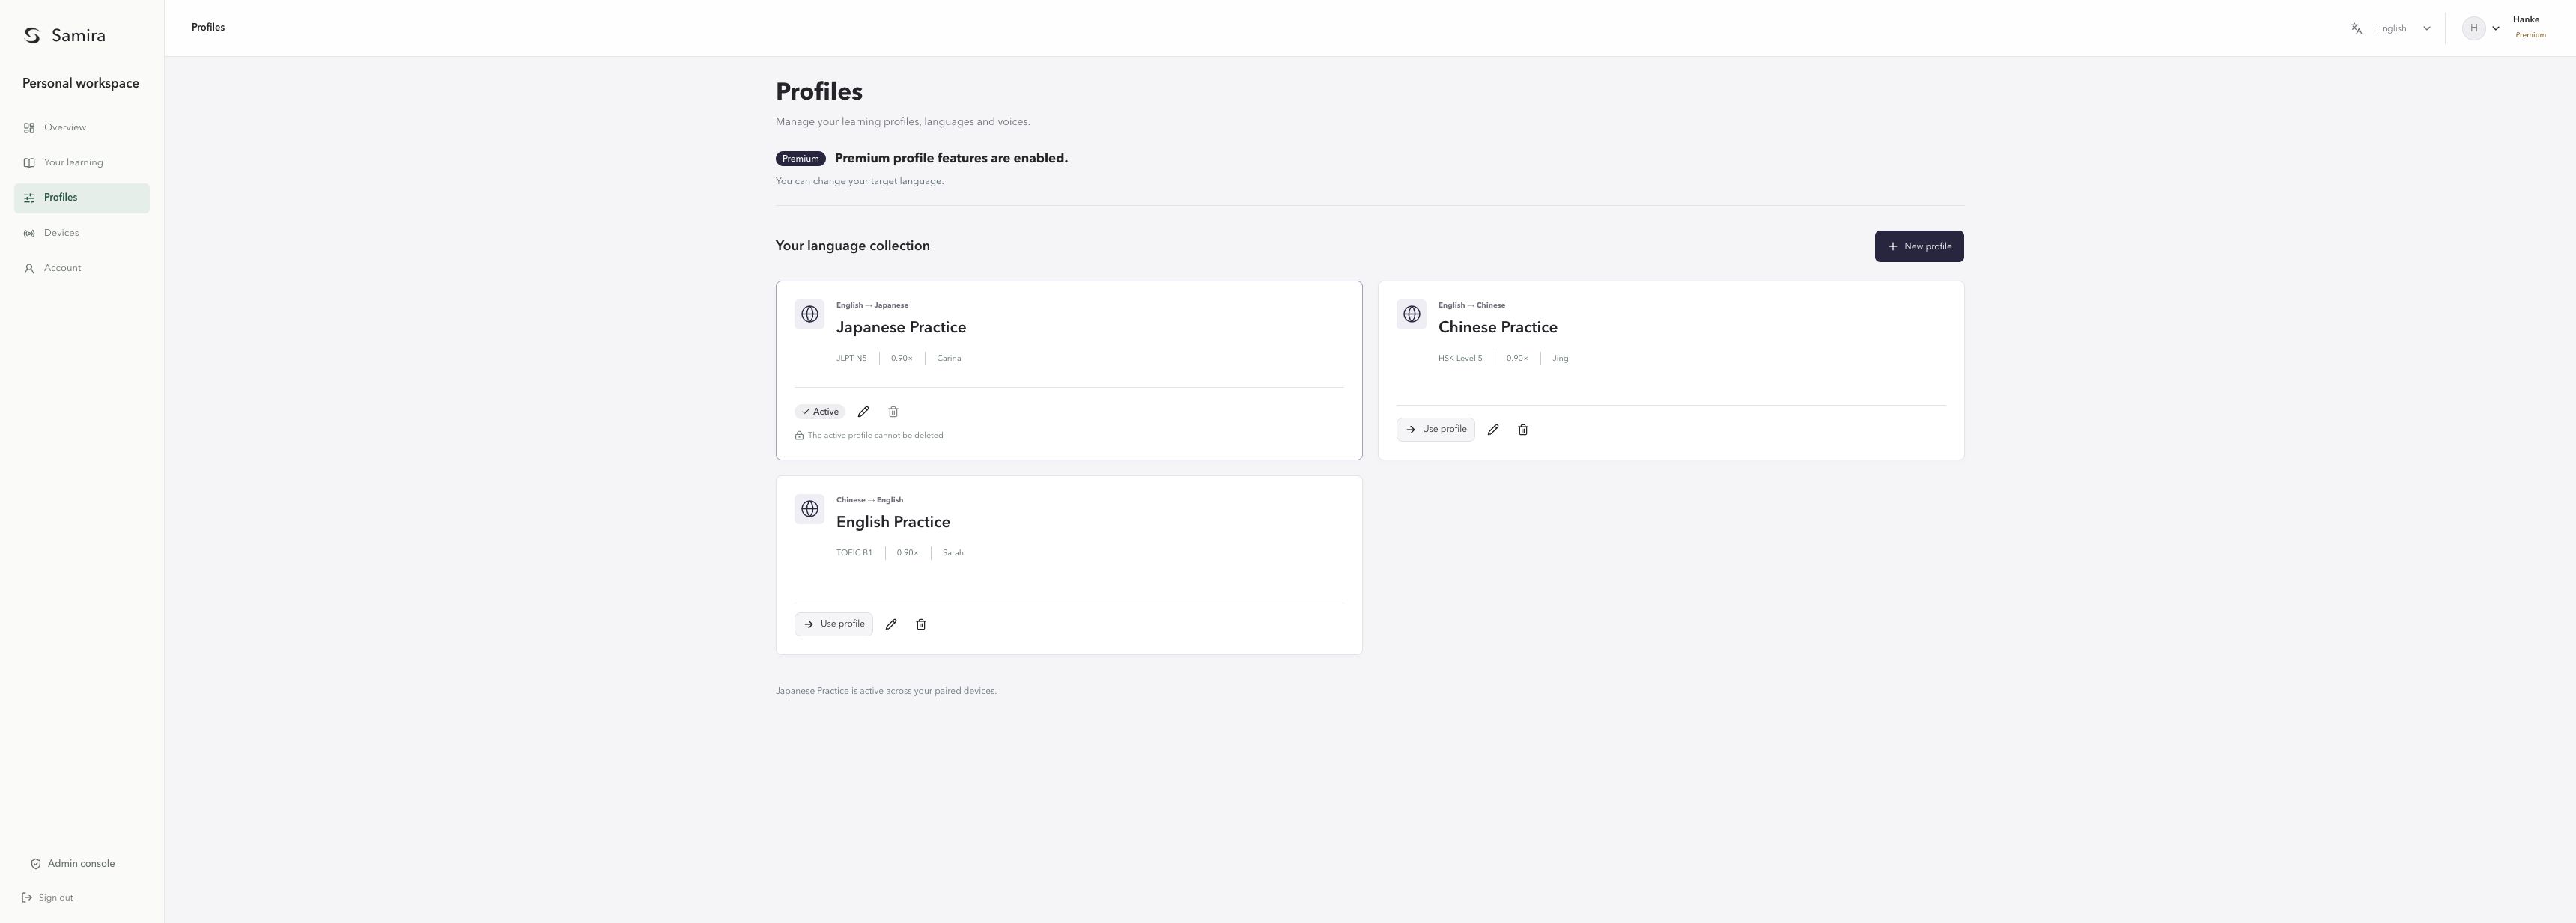 Samira
Personal workspace
Overview
Your learning
Profiles
Devices
Account
Admin console
Sign out
Profiles
English
H
Hanke
Premium
Profiles
Manage your learning profiles, languages and voices.
Premium
Premium profile features are enabled.
You can change your target language.
Your language collection
New profile
English → Japanese
Japanese Practice
JLPT N5
0.90×
Carina
Active
The active profile cannot be deleted
English → Chinese
Chinese Practice
HSK Level 5
0.90×
Jing
Use profile
Chinese → English
English Practice
TOEIC B1
0.90×
Sarah
Use profile
Japanese Practice is active across your paired devices.